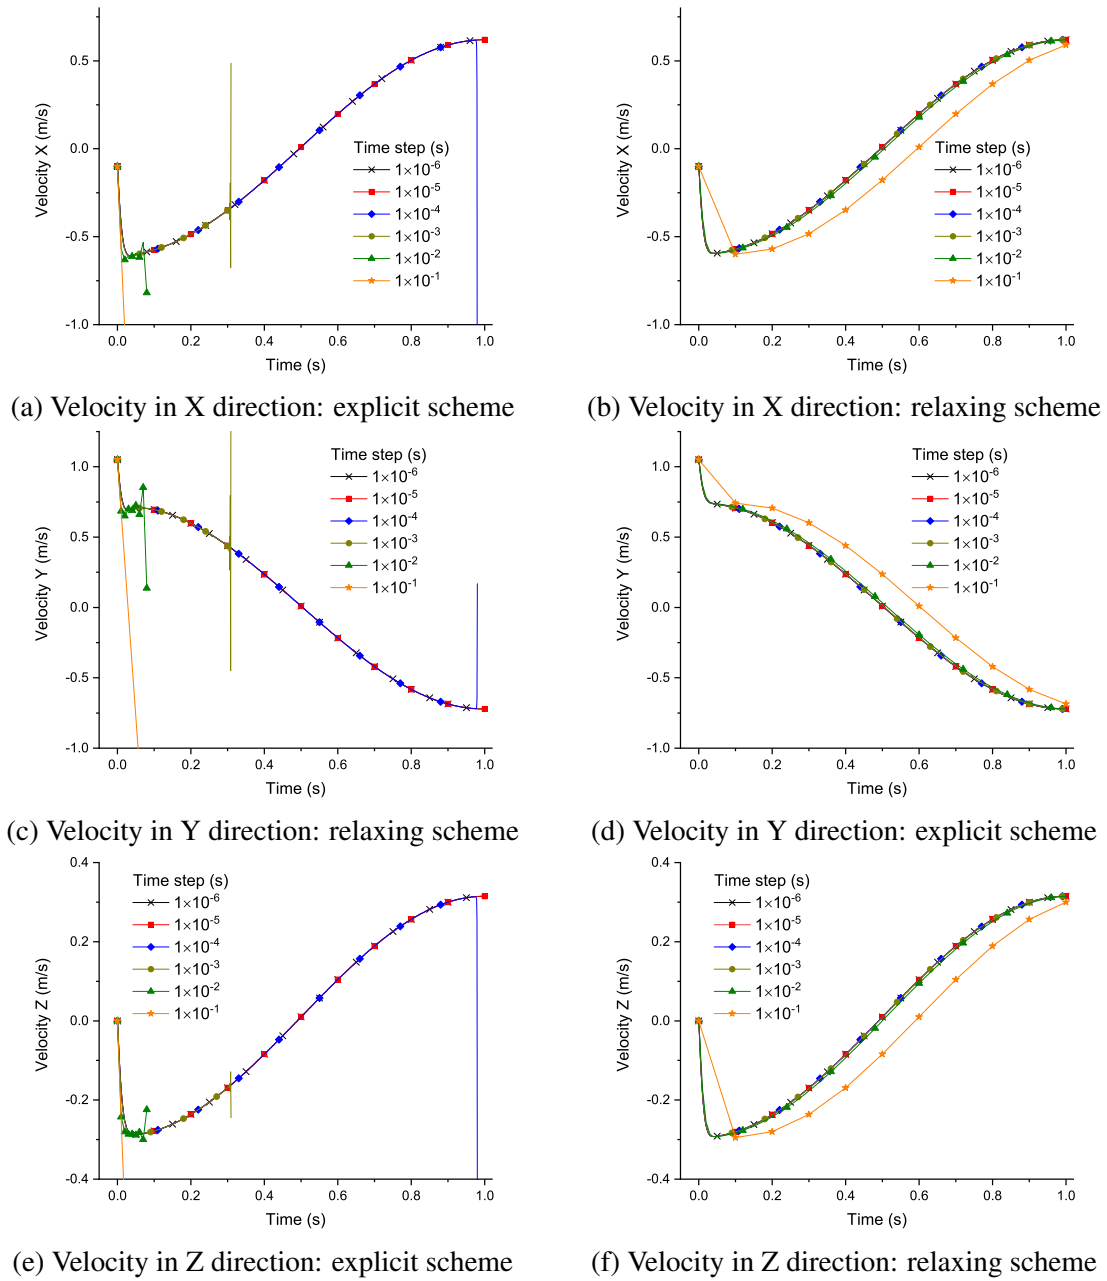 0.5
0.0
-0.5
-1.0
Velocity X (m/s)
Time step (s)
1×10-6
1×10-5
1×10-4
1×10-3
1×10-2
1×10-1
0.0 0.2 0.4 0.6 0.8 1.0
Time (s)
(a) Velocity in X direction: explicit scheme
0.5
0.0
-0.5
-1.0
Velocity X (m/s)
Time step (s)
1×10-6
1×10-5
1×10-4
1×10-3
1×10-2
1×10-1
0.0 0.2 0.4 0.6 0.8 1.0
Time (s)
(b) Velocity in X direction: relaxing scheme
1.0
0.5
0.0
-0.5
-1.0
Velocity Y (m/s)
Time step (s)
1×10-6
1×10-5
1×10-4
1×10-3
1×10-2
1×10-1
0.0 0.2 0.4 0.6 0.8 1.0
Time (s)
(c) Velocity in Y direction: relaxing scheme
1.0
0.5
0.0
-0.5
-1.0
Velocity Y (m/s)
Time step (s)
1×10-6
1×10-5
1×10-4
1×10-3
1×10-2
1×10-1
0.0 0.2 0.4 0.6 0.8 1.0
Time (s)
(d) Velocity in Y direction: explicit scheme
0.4
0.2
0.0
-0.2
-0.4
Velocity Z (m/s)
Time step (s)
1×10-6
1×10-5
1×10-4
1×10-3
1×10-2
1×10-1
0.0 0.2 0.4 0.6 0.8 1.0
Time (s)
(e) Velocity in Z direction: explicit scheme
0.4
0.2
0.0
-0.2
-0.4
Velocity Z (m/s)
Time step (s)
1×10-6
1×10-5
1×10-4
1×10-3
1×10-2
1×10-1
0.0 0.2 0.4 0.6 0.8 1.0
Time (s)
(f) Velocity in Z direction: relaxing scheme